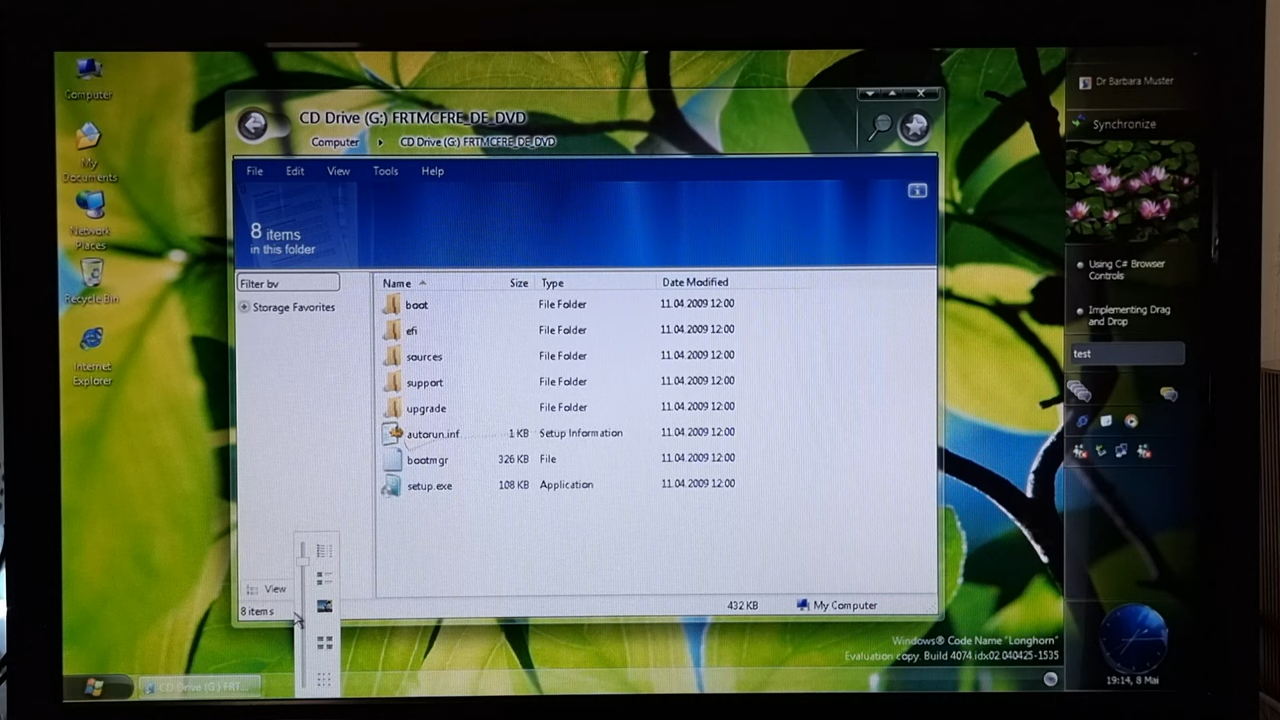 Computer
My
Documents
Network
Places
Recycle Bin
Internet
Explorer
CD Drive (G:) FRTMCFRE_DE_DVD
Computer CD Drive (G:) FRTMCFRE_DE_DVD
File Edit View Tools Help
8 items
in this folder
Filter by
Storage Favorites
Name Size Type Date Modified
boot File Folder 11.04.2009 12:00
efi File Folder 11.04.2009 12:00
sources File Folder 11.04.2009 12:00
support File Folder 11.04.2009 12:00
upgrade File Folder 11.04.2009 12:00
autorun.inf 1 KB Setup Information 11.04.2009 12:00
bootmgr 326 KB File 11.04.2009 12:00
setup.exe 108 KB Application 11.04.2009 12:00
View
8 items 432 KB My Computer
Dr Barbara Muster
Synchronize
Using C# Browser
Controls
Implementing Drag
and Drop
test
Windows® Code Name "Longhorn"
Evaluation copy. Build 4074.idx02.040425-1535
CD Drive (G:) FRT...
19:14, 8 Mai